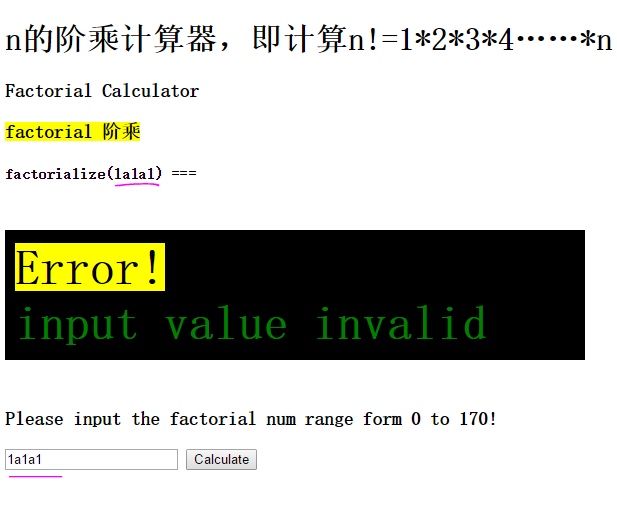 n的阶乘计算器，即计算n!=1*2*3*4……*n
Factorial Calculator
factorial 阶乘
factorialize(1a1a1) ===
Error!
input value invalid
Please input the factorial num range form 0 to 170!
1a1a1 Calculate